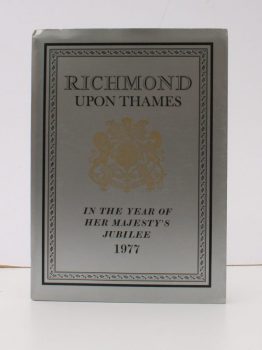 RICHMOND
UPON THAMES
IN THE YEAR OF
HER MAJESTY'S
JUBILEE
1977